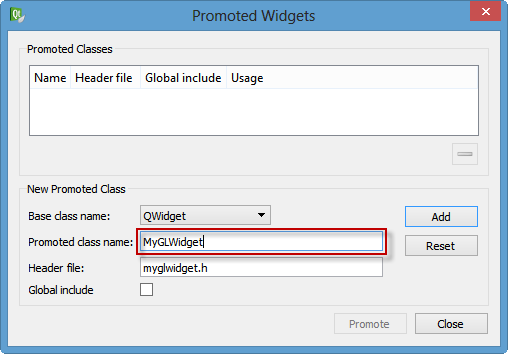 Promoted Widgets
Promoted Classes
Name Header file Global include Usage
New Promoted Class
Base class name: QWidget Add
Promoted class name: MyGLWidget Reset
Header file: myglwidget.h
Global include
Promote Close